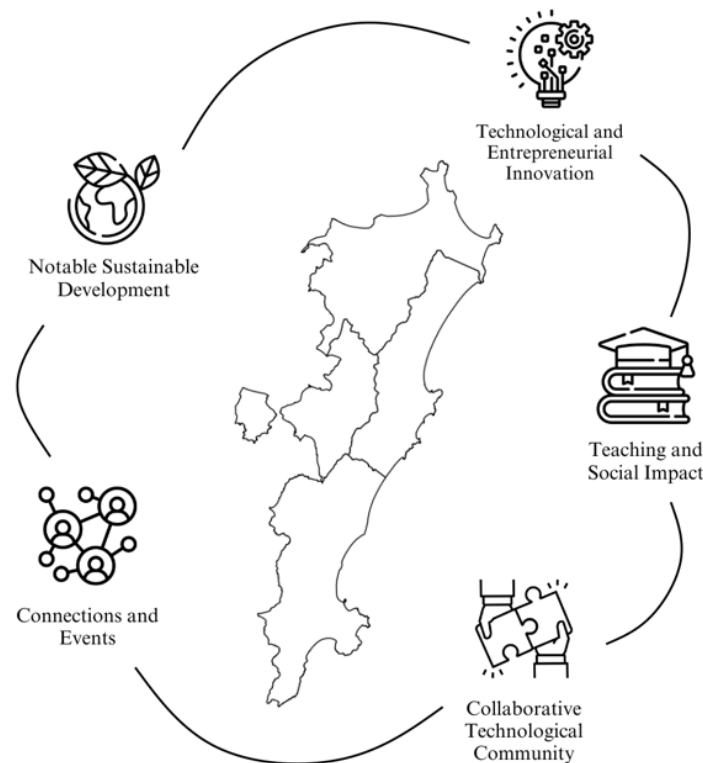 Technological and
Entrepreneurial
Innovation
Notable Sustainable
Development
Teaching and
Social Impact
Connections and
Events
Collaborative
Technological
Community